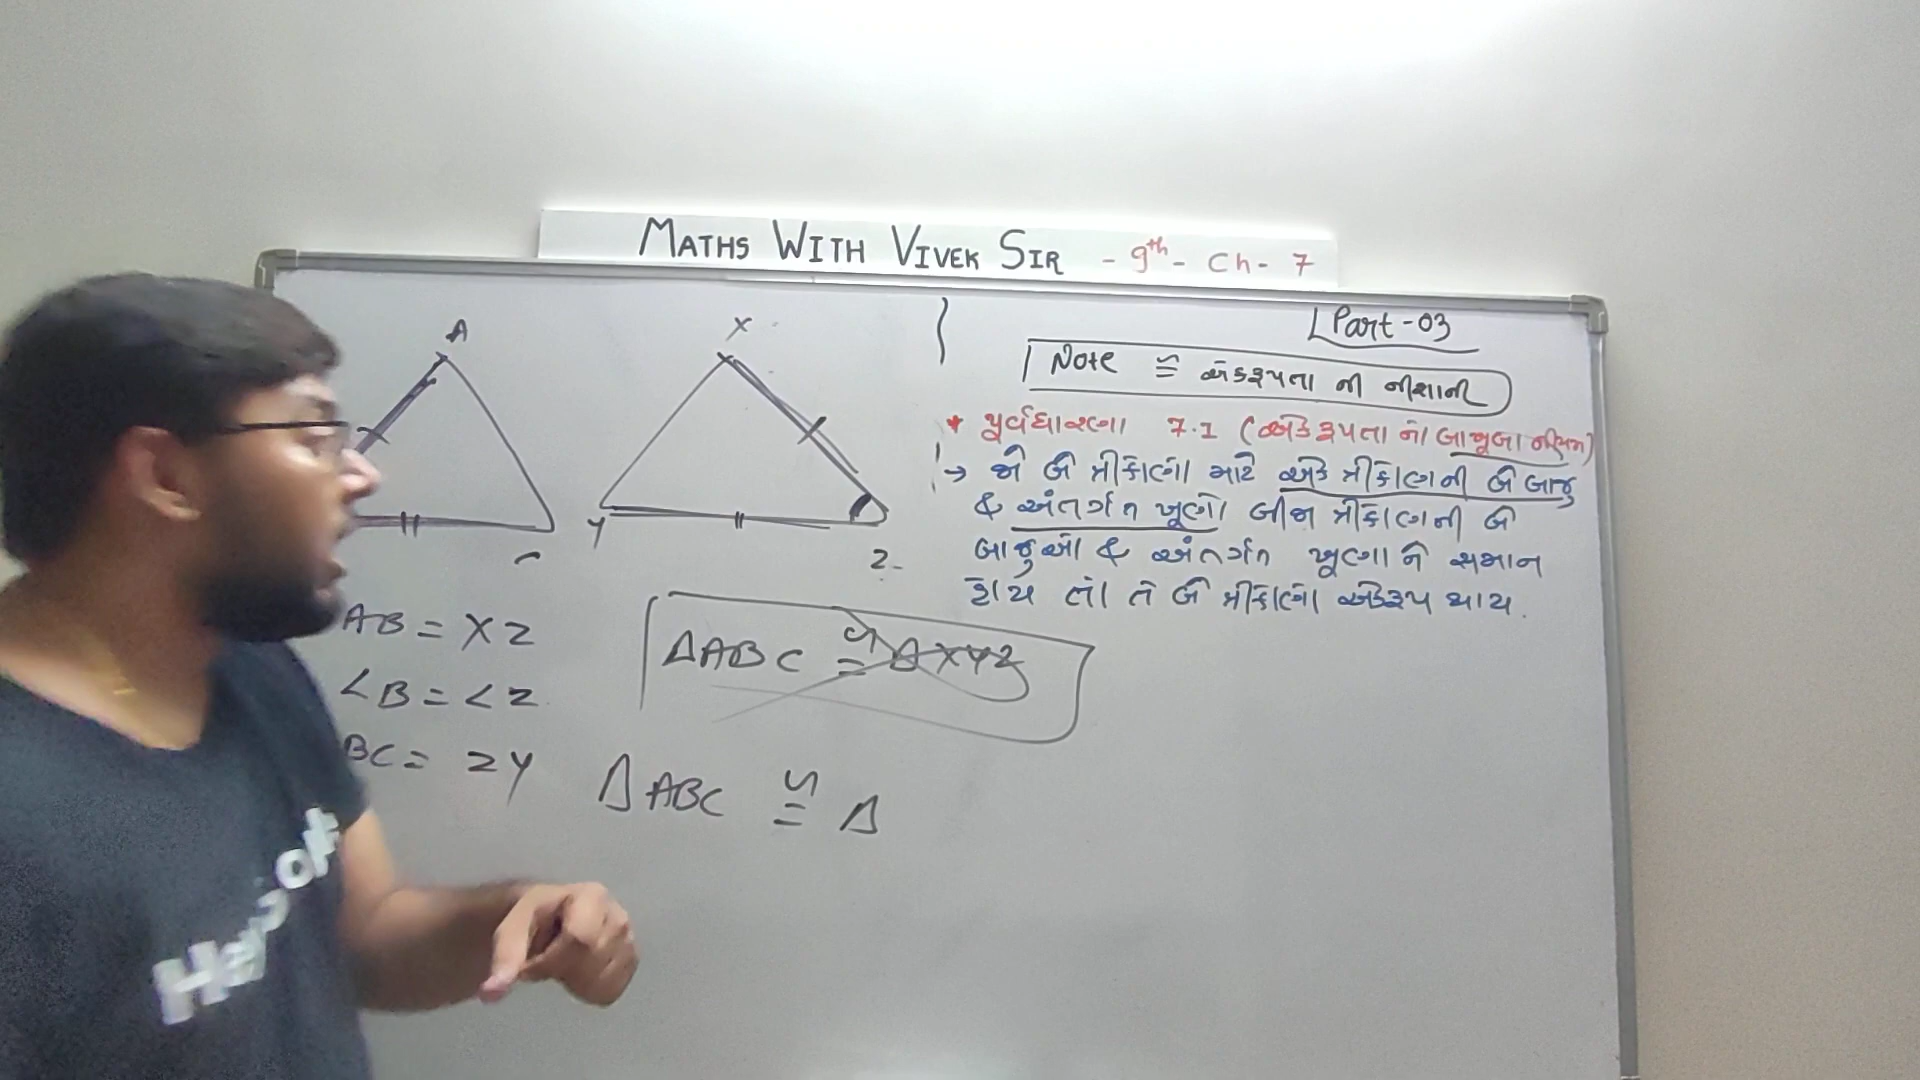 MATHS WITH VIVEK SIR - 9th - Ch - 7
Part - 03
Note ≅ એકરૂપતા ની નીશાની
* પૂર્વધારણા 7.1 (એકરૂપતા નો બાખૂબા નિયમ)
→ જો બે ત્રીકોણો માટે એક ત્રીકોણની બે બાજુ
& અંતર્ગત ખૂણો બીજા ત્રીકોણની બે
બાજુઓ & અંતર્ગત ખૂણા ને સમાન
હોય તો તે બે ત્રીકોણો એકરૂપ થાય.
A
X
Y
Z
AB = XZ
∠B = ∠Z
BC = ZY
ΔABC ≅ ΔXYZ
ΔABC ≅ Δ